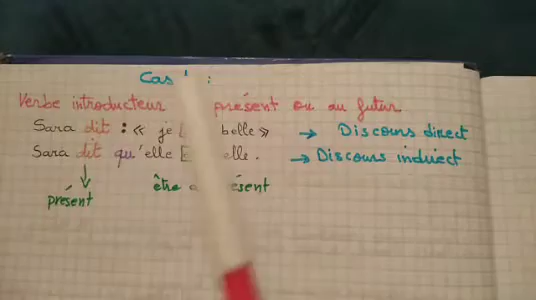 Cas :
Verbe introducteur présent ou au futur
Sara dit : « je belle » → Discours direct
Sara dit qu'elle → Discours indirect
présent être